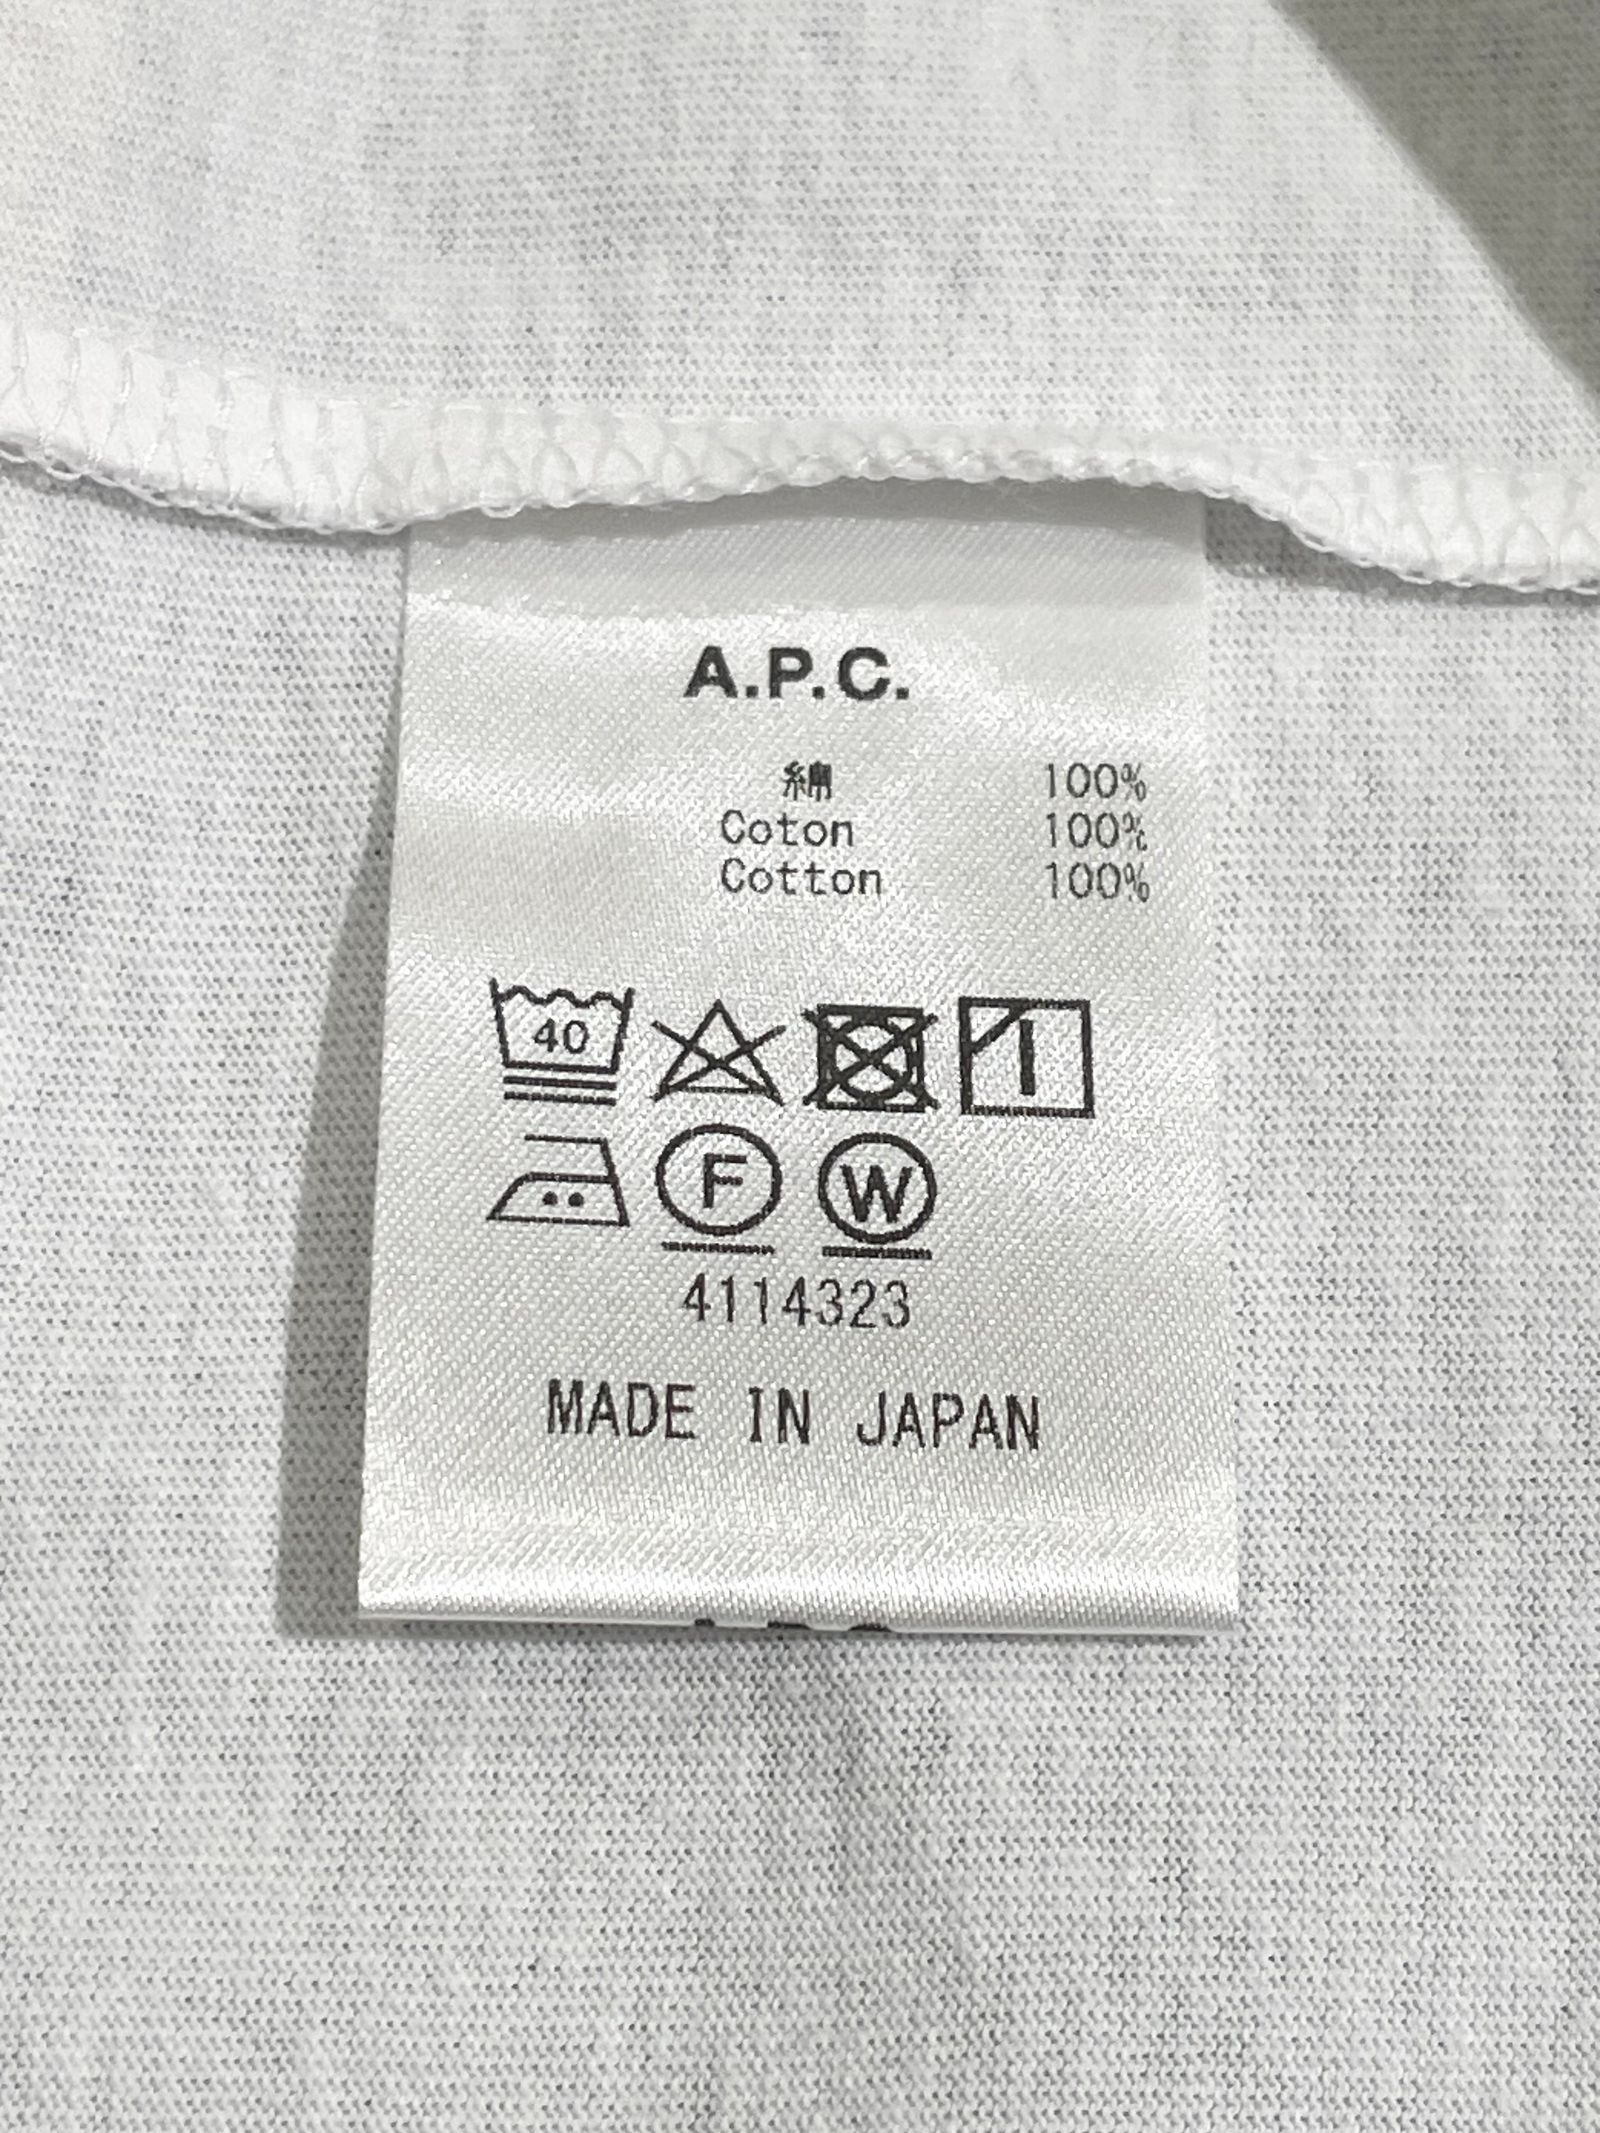 A.P.C.
綿 100%
Coton 100%
Cotton 100%
40
F
W
4114323
MADE IN JAPAN